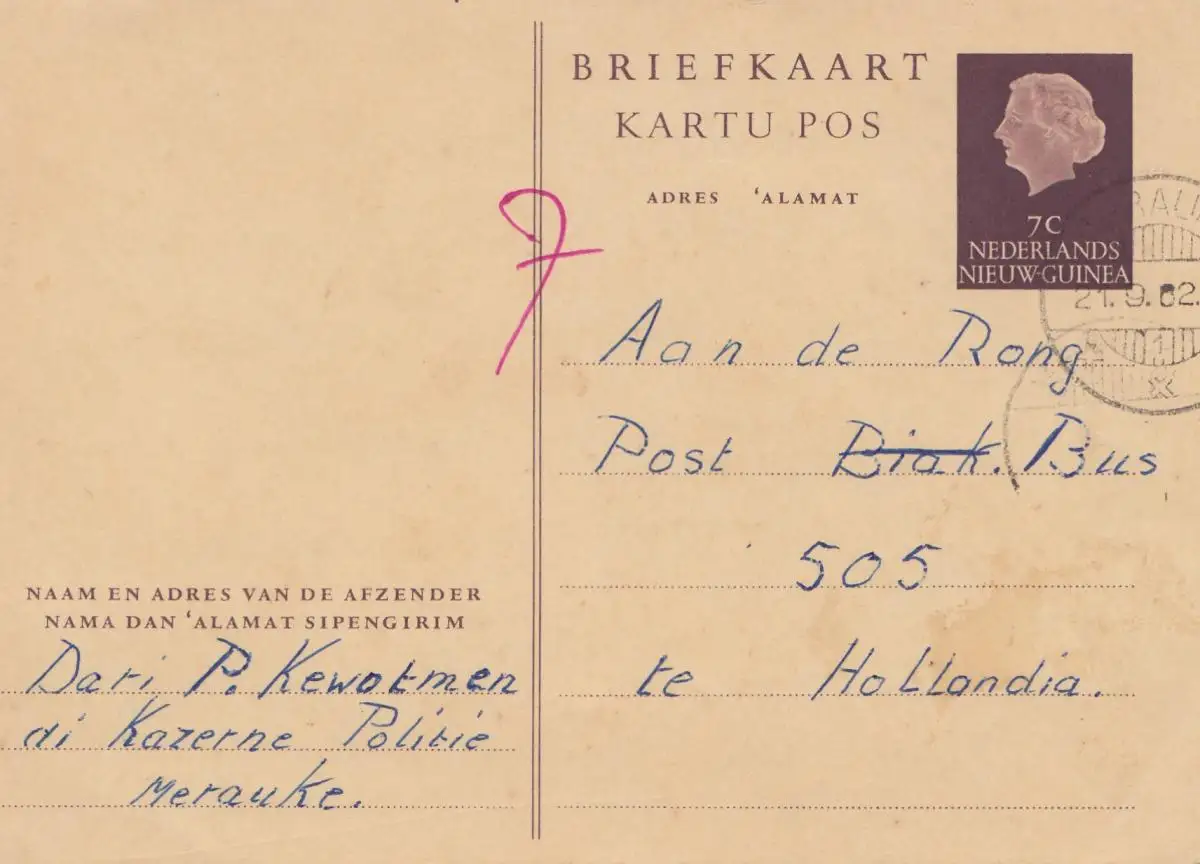 BRIEFKAART
KARTU POS
ADRES 'ALAMAT
7C
NEDERLANDS
NIEUW-GUINEA
21.9.62.
1
7
Aan de Rong
Post Biak. Bus
505
te Hollandia.
NAAM EN ADRES VAN DE AFZENDER
NAMA DAN 'ALAMAT SIPENGIRIM
Dari P. Kewotmen
di Kazerne Politie
Merauke.